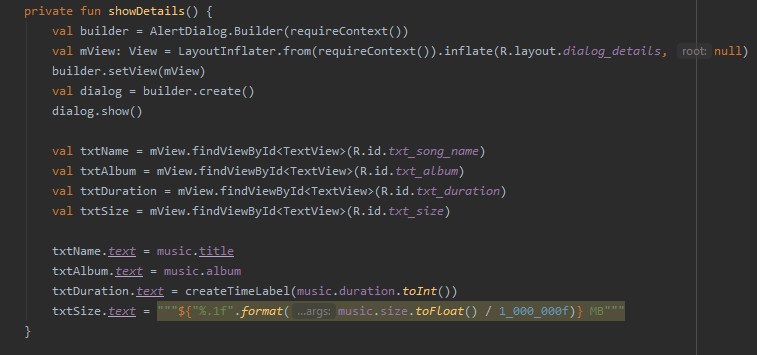 private fun showDetails() {
val builder = AlertDialog.Builder(requireContext())
val mView: View = LayoutInflater.from(requireContext()).inflate(R.layout.dialog_details, root: null)
builder.setView(mView)
val dialog = builder.create()
dialog.show()
val txtName = mView.findViewById<TextView>(R.id.txt_song_name)
val txtAlbum = mView.findViewById<TextView>(R.id.txt_album)
val txtDuration = mView.findViewById<TextView>(R.id.txt_duration)
val txtSize = mView.findViewById<TextView>(R.id.txt_size)
txtName.text = music.title
txtAlbum.text = music.album
txtDuration.text = createTimeLabel(music.duration.toInt())
txtSize.text = """${"%.1f".format( ...args: music.size.toFloat() / 1_000_000f)} MB"""
}